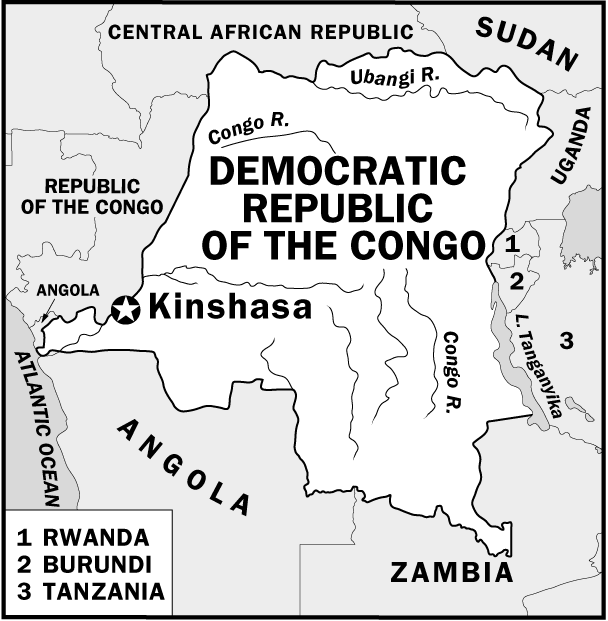 CENTRAL AFRICAN REPUBLIC
SUDAN
Ubangi R.
Congo R.
UGANDA
DEMOCRATIC
REPUBLIC
OF THE CONGO
REPUBLIC
OF THE CONGO
1
2
ANGOLA
Kinshasa
3
L. Tanganyika
Congo R.
ATLANTIC OCEAN
ANGOLA
ZAMBIA
1 RWANDA
2 BURUNDI
3 TANZANIA